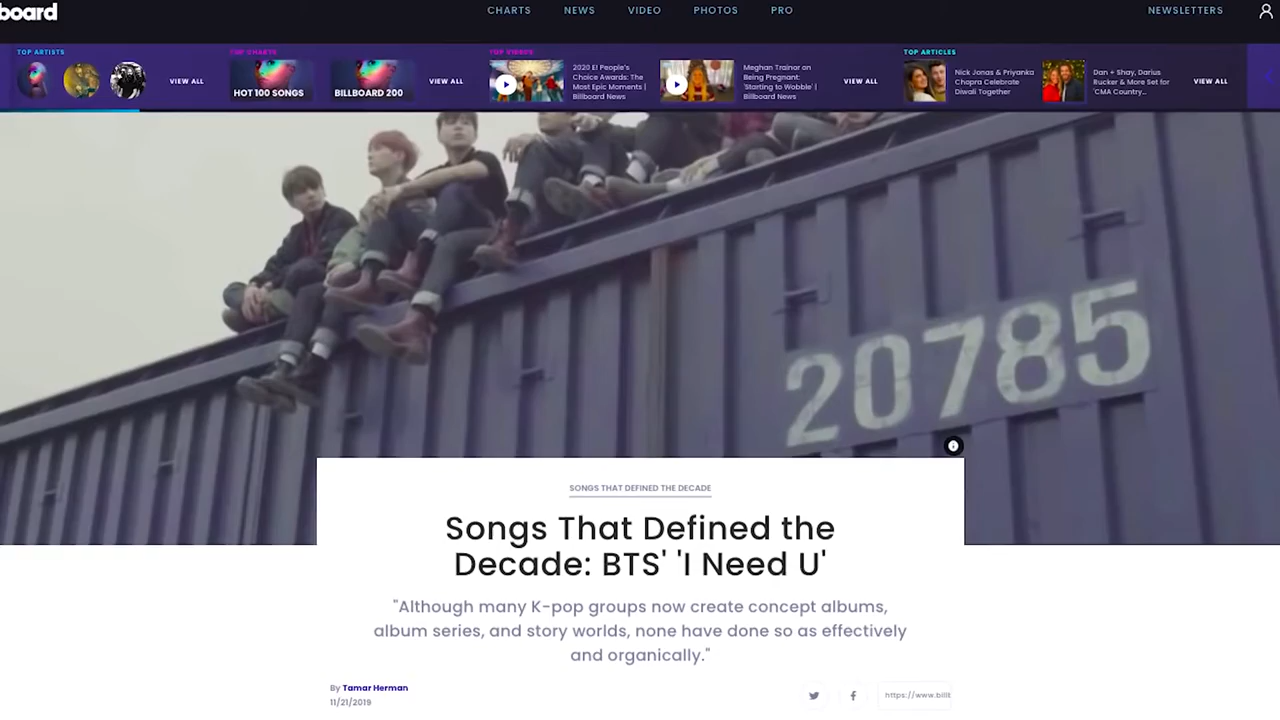 board
CHARTS
NEWS
VIDEO
PHOTOS
PRO
NEWSLETTERS
TOP ARTISTS
VIEW ALL
TOP CHARTS
HOT 100 SONGS
BILLBOARD 200
VIEW ALL
TOP VIDEOS
2020 E! People's
Choice Awards: The
Most Epic Moments |
Billboard News
Meghan Trainor on
Being Pregnant:
'Starting to Wobble' |
Billboard News
VIEW ALL
TOP ARTICLES
Nick Jonas & Priyanka
Chapra Celebrate
Diwali Together
Dan + Shay, Darius
Rucker & More Set for
'CMA Country...
VIEW ALL
20785
SONGS THAT DEFINED THE DECADE
Songs That Defined the
Decade: BTS' 'I Need U'
"Although many K-pop groups now create concept albums,
album series, and story worlds, none have done so as effectively
and organically."
By Tamar Herman
11/21/2019
https://www.billt